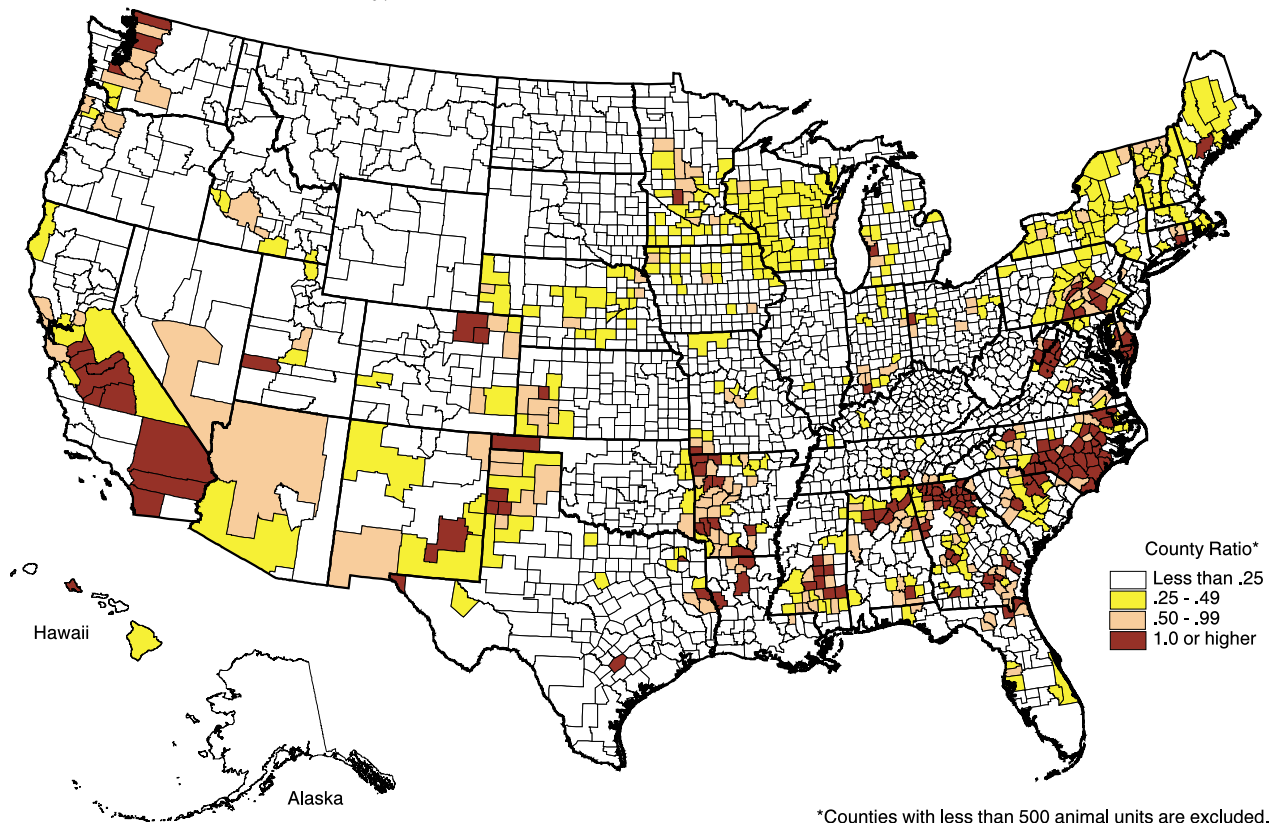 County Ratio*
Less than .25
.25 - .49
.50 - .99
1.0 or higher
Hawaii
Alaska
*Counties with less than 500 animal units are excluded.